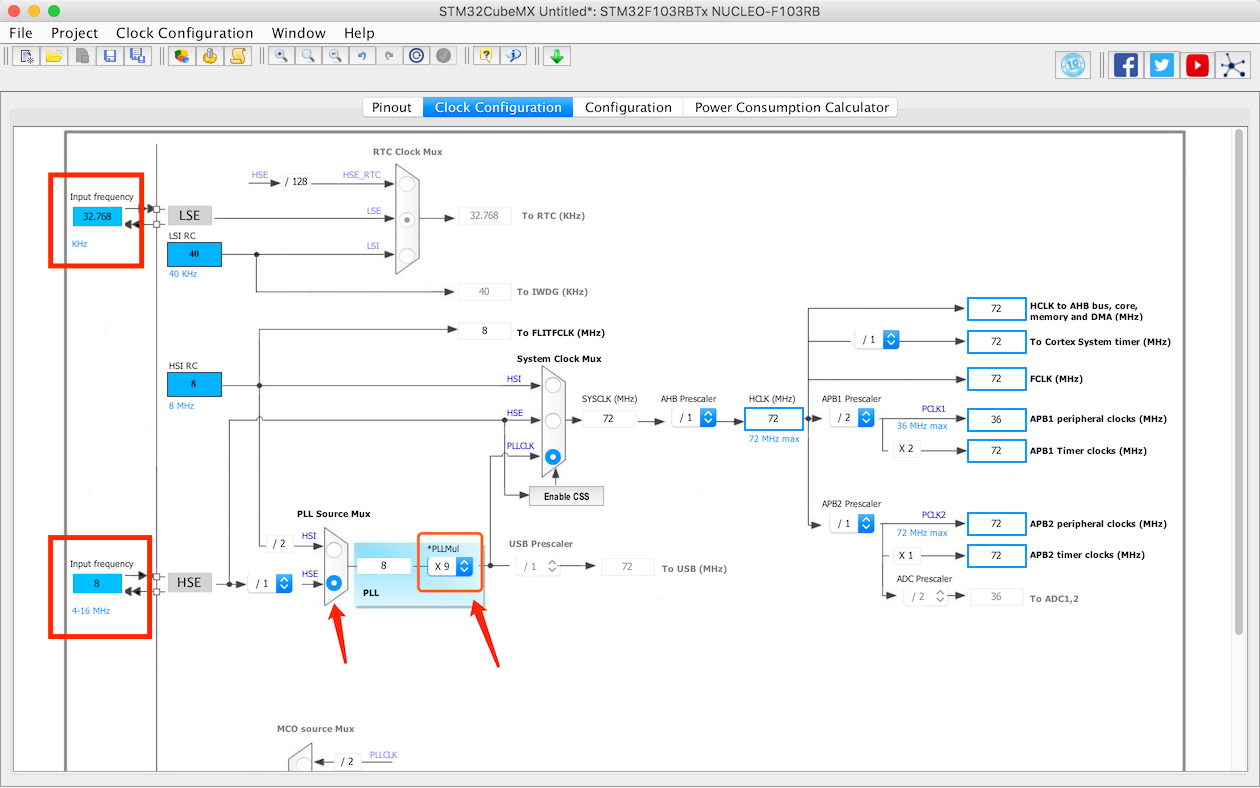 STM32CubeMX Untitled*: STM32F103RBTx NUCLEO-F103RB
File Project Clock Configuration Window Help
Pinout Clock Configuration Configuration Power Consumption Calculator
RTC Clock Mux
HSE / 128 HSE_RTC
Input frequency
32.768 LSE LSE 32.768 To RTC (KHz)
KHz
LSI RC
40 LSI
40 KHz
40 To IWDG (KHz)
8 To FLITFCLK (MHz)
System Clock Mux
HSI RC
8 HSI
8 MHz
HSE
PLLCLK
Enable CSS
SYSCLK (MHz) AHB Prescaler HCLK (MHz) APB1 Prescaler
72 / 1 72 / 2
72 MHz max
72 HCLK to AHB bus, core,
memory and DMA (MHz)
/ 1 72 To Cortex System timer (MHz)
72 FCLK (MHz)
PCLK1
36 MHz max
36 APB1 peripheral clocks (MHz)
X 2 72 APB1 Timer clocks (MHz)
APB2 Prescaler
/ 1
PCLK2
72 MHz max
72 APB2 peripheral clocks (MHz)
X 1 72 APB2 timer clocks (MHz)
ADC Prescaler
/ 2 36 To ADC1,2
PLL Source Mux
/ 2 HSI
Input frequency
8 HSE / 1 HSE
4-16 MHz
8
*PLLMul
X 9
PLL
USB Prescaler
/ 1 72 To USB (MHz)
MCO source Mux
/ 2 PLLCLK